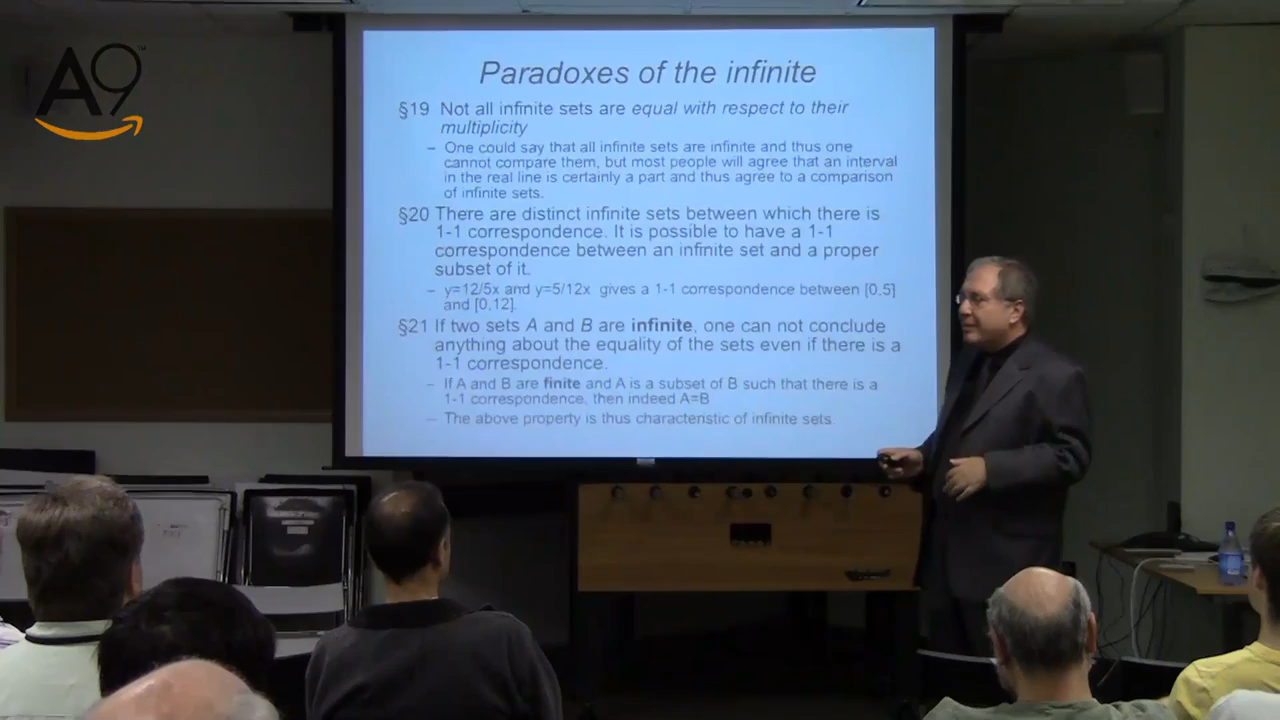 A9™
Paradoxes of the infinite
§19 Not all infinite sets are equal with respect to their
multiplicity
– One could say that all infinite sets are infinite and thus one
cannot compare them, but most people will agree that an interval
in the real line is certainly a part and thus agree to a comparison
of infinite sets.
§20 There are distinct infinite sets between which there is
1-1 correspondence. It is possible to have a 1-1
correspondence between an infinite set and a proper
subset of it.
– y=12/5x and y=5/12x gives a 1-1 correspondence between [0,5]
and [0,12].
§21 If two sets A and B are infinite, one can not conclude
anything about the equality of the sets even if there is a
1-1 correspondence.
– If A and B are finite and A is a subset of B such that there is a
1-1 correspondence, then indeed A=B
– The above property is thus characteristic of infinite sets.